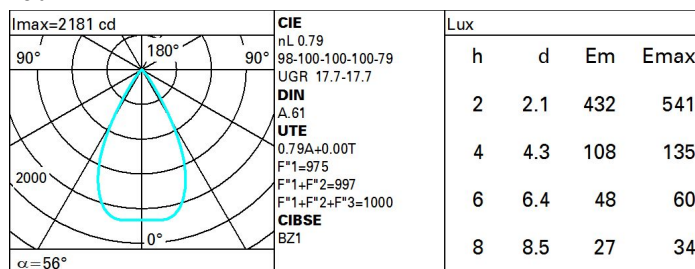 Imax=2181 cd
90°
180°
90°
2000
0°
α=56°
CIE
nL 0.79
98-100-100-100-79
UGR 17.7-17.7
DIN
A.61
UTE
0.79A+0.00T
F"1=975
F"1+F"2=997
F"1+F"2+F"3=1000
CIBSE
BZ1
Lux
h d Em Emax
2 2.1 432 541
4 4.3 108 135
6 6.4 48 60
8 8.5 27 34